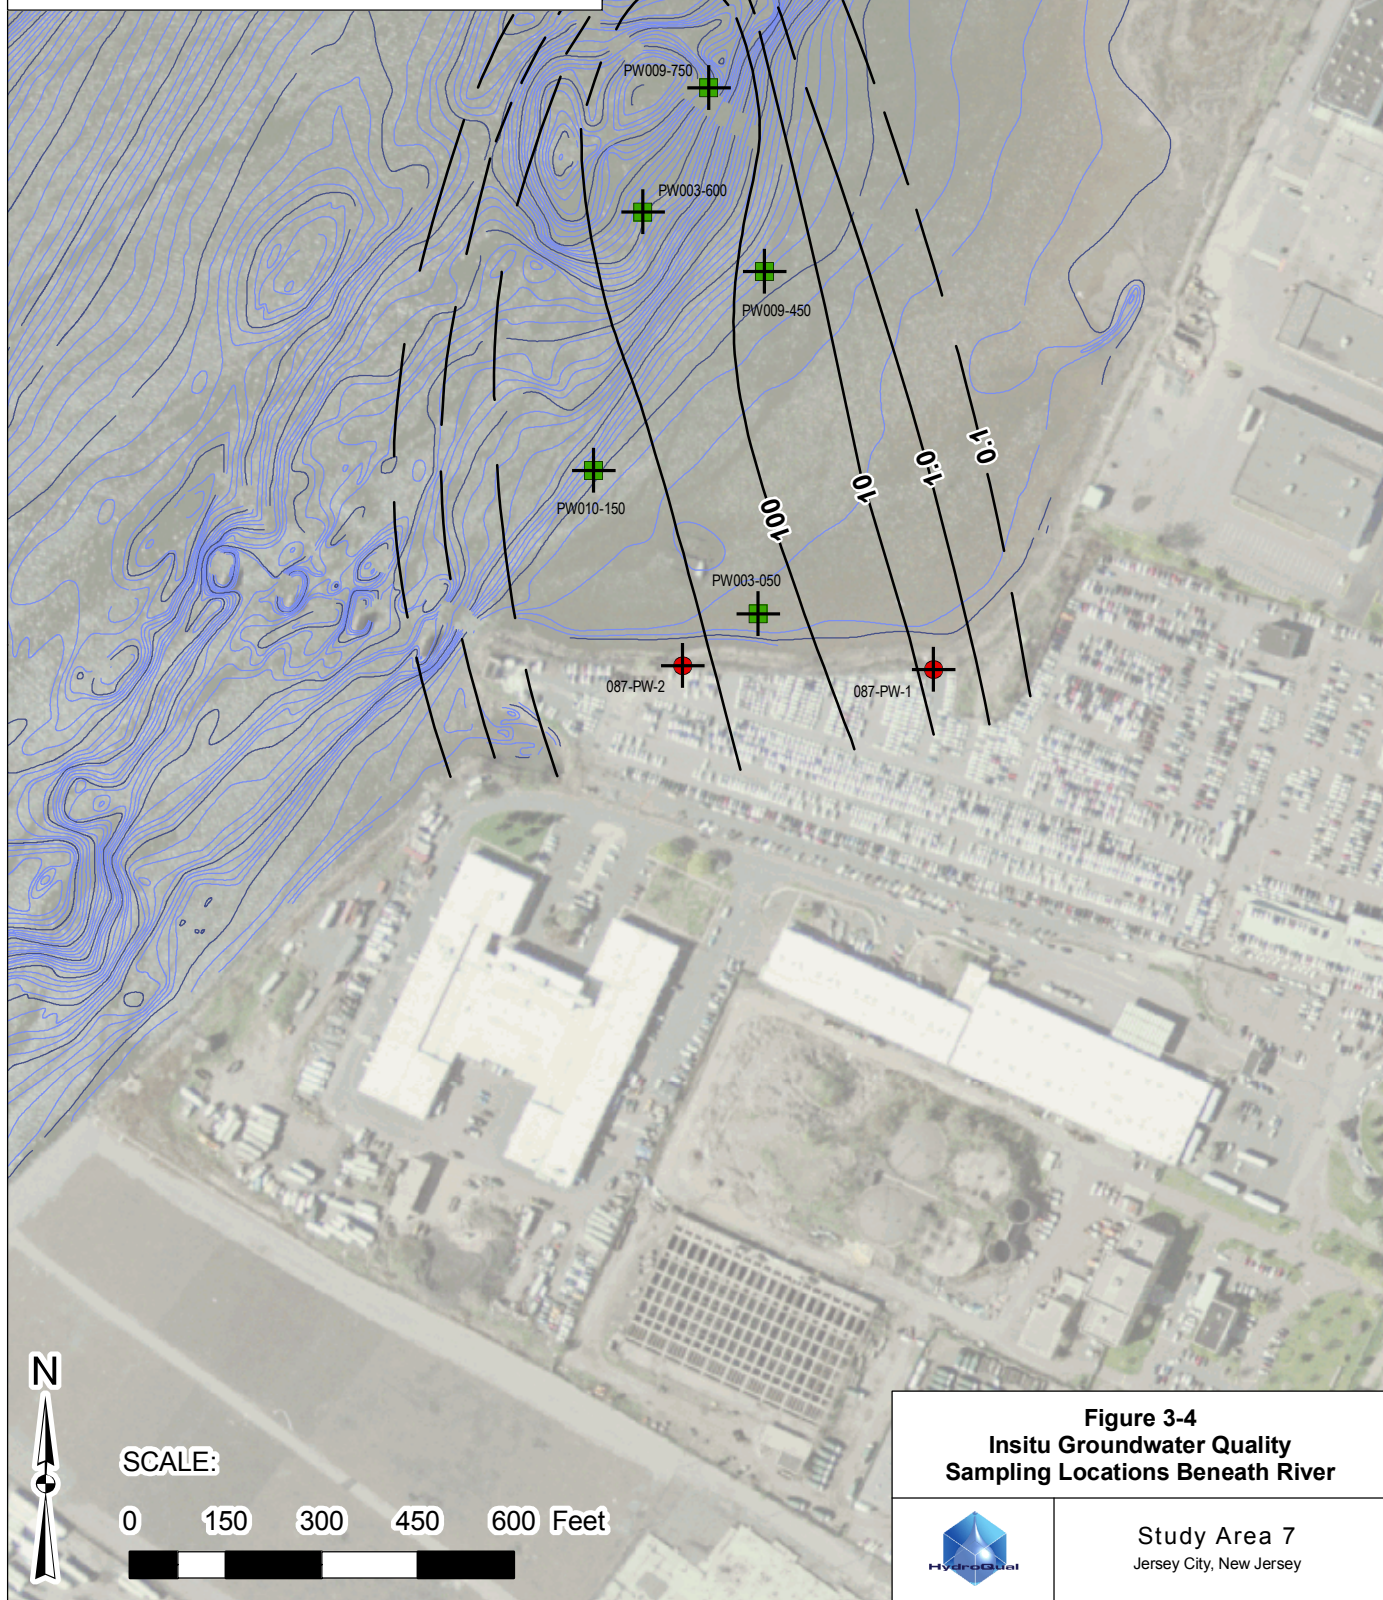 PW009-750
PW003-600
PW009-450
0.1
1.0
10
100
PW010-150
PW003-050
087-PW-2
087-PW-1
N
SCALE:
0 150 300 450 600 Feet
Figure 3-4
Insitu Groundwater Quality
Sampling Locations Beneath River
HydroQual
Study Area 7
Jersey City, New Jersey